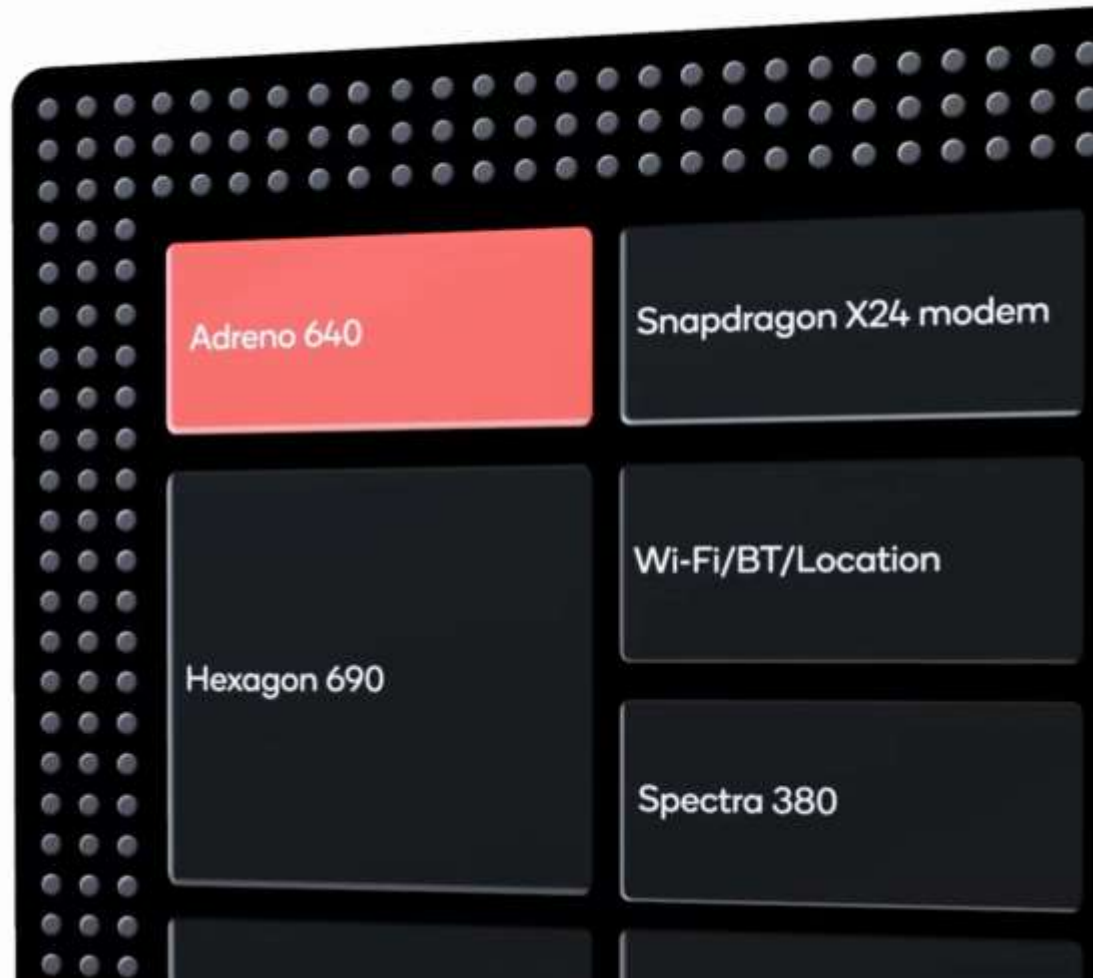 Adreno 640
Snapdragon X24 modem
Wi-Fi/BT/Location
Hexagon 690
Spectra 380